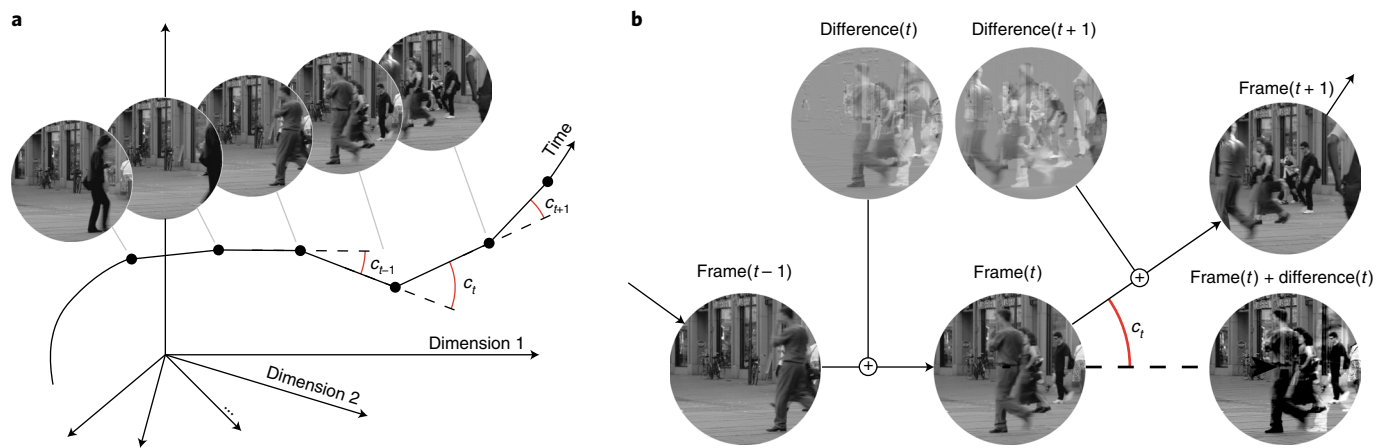 a
Time
c_{t+1}
c_{t–1}
c_t
Dimension 1
Dimension 2
...
b
Difference(t)
Difference(t + 1)
Frame(t + 1)
Frame(t – 1)
Frame(t)
Frame(t) + difference(t)
c_t